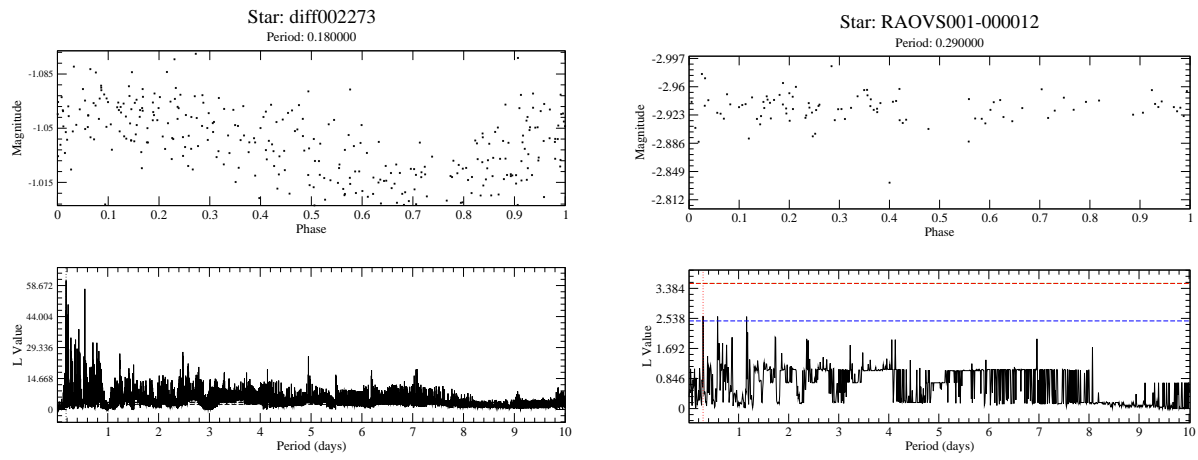 Star: diff002273
Period: 0.180000
-1.085
-1.05
-1.015
Magnitude
0 0.1 0.2 0.3 0.4 0.5 0.6 0.7 0.8 0.9 1
Phase
58.672
44.004
29.336
14.668
0
L Value
0 1 2 3 4 5 6 7 8 9 10
Period (days)
Star: RAOVS001-000012
Period: 0.290000
-2.997
-2.96
-2.923
-2.886
-2.849
-2.812
Magnitude
0 0.1 0.2 0.3 0.4 0.5 0.6 0.7 0.8 0.9 1
Phase
3.384
2.538
1.692
0.846
0
L Value
1 2 3 4 5 6 7 8 9 10
Period (days)